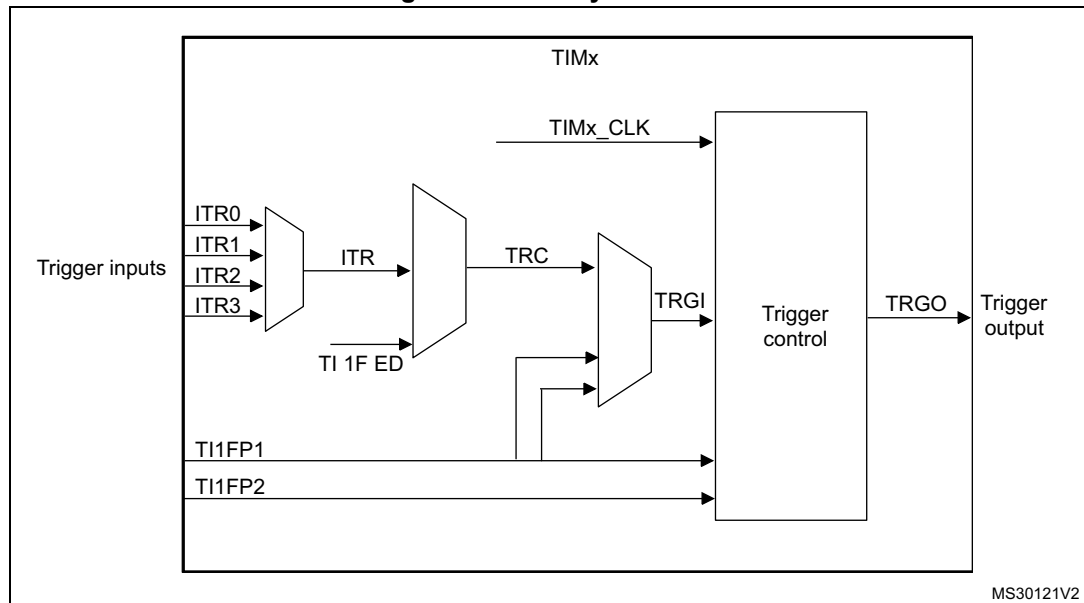 TIMx
TIMx_CLK
ITR0
ITR1
ITR2
ITR3
Trigger inputs
ITR
TI 1F ED
TRC
TRGI
Trigger
control
TRGO
Trigger
output
TI1FP1
TI1FP2
MS30121V2